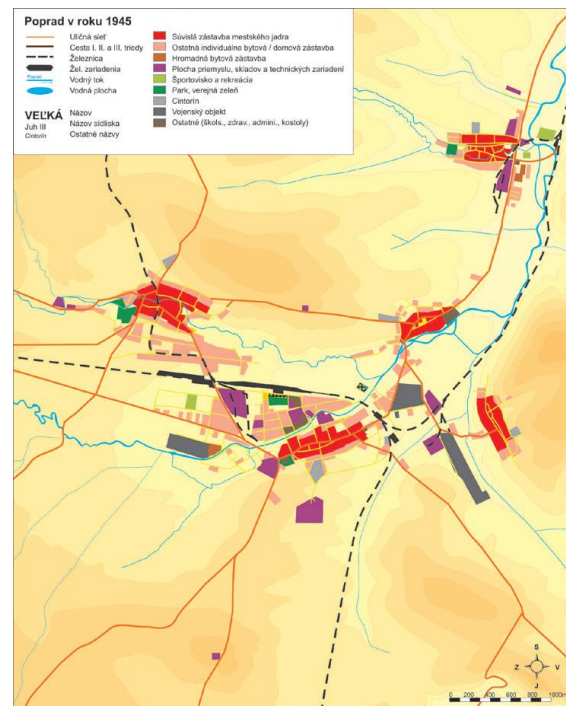 Poprad v roku 1945
Uličná sieť
Cesta I. II. a III. triedy
Železnica
Žel. zariadenia
Poprad
Vodný tok
Vodná plocha
VEĽKÁ Názov
Juh III Názov sídliska
Cintorín Ostatné názvy
Súvislá zástavba mestského jadra
Ostatná individuálne bytová / domová zástavba
Hromadná bytová zástavba
Plocha priemyslu, skladov a technických zariadení
Športovisko a rekreácia
Park, verejná zeleň
Cintorín
Vojenský objekt
Ostatné (škols., zdrav., admini., kostoly)
S
Z V
J
0 200 400 600 800 1000m